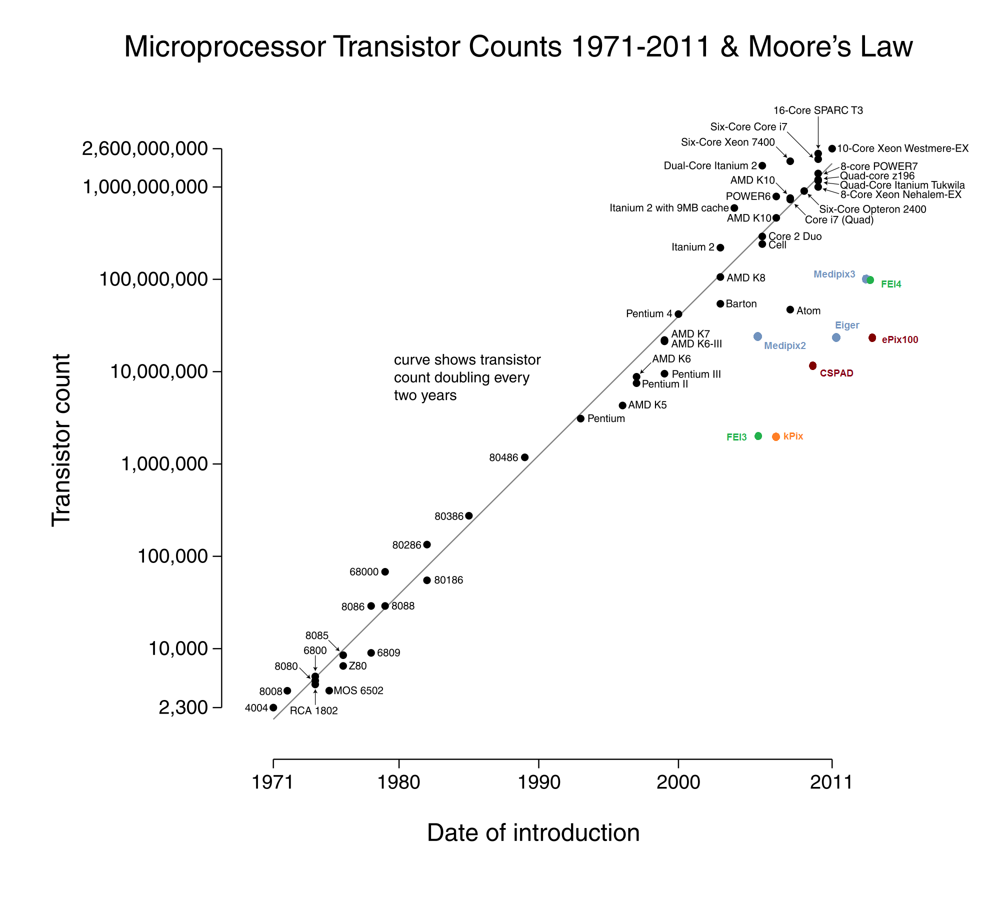 Microprocessor Transistor Counts 1971-2011 & Moore's Law
16-Core SPARC T3
Six-Core Core i7
Six-Core Xeon 7400
2,600,000,000
10-Core Xeon Westmere-EX
Dual-Core Itanium 2
8-core POWER7
Quad-core z196
AMD K10
Quad-Core Itanium Tukwila
1,000,000,000
8-Core Xeon Nehalem-EX
POWER6
Itanium 2 with 9MB cache
Six-Core Opteron 2400
AMD K10
Core i7 (Quad)
Core 2 Duo
Cell
Itanium 2
Medipix3
100,000,000
AMD K8
FEI4
Barton
Atom
Pentium 4
Eiger
AMD K7
AMD K6-III
Medipix2
ePix100
curve shows transistor
count doubling every
two years
AMD K6
10,000,000
Pentium III
CSPAD
Pentium II
AMD K5
Pentium
FEI3
kPix
Transistor count
80486
1,000,000
80386
80286
100,000
68000
80186
8086
8088
8085
10,000
6800
6809
8080
Z80
8008
MOS 6502
2,300
4004
RCA 1802
1971
1980
1990
2000
2011
Date of introduction